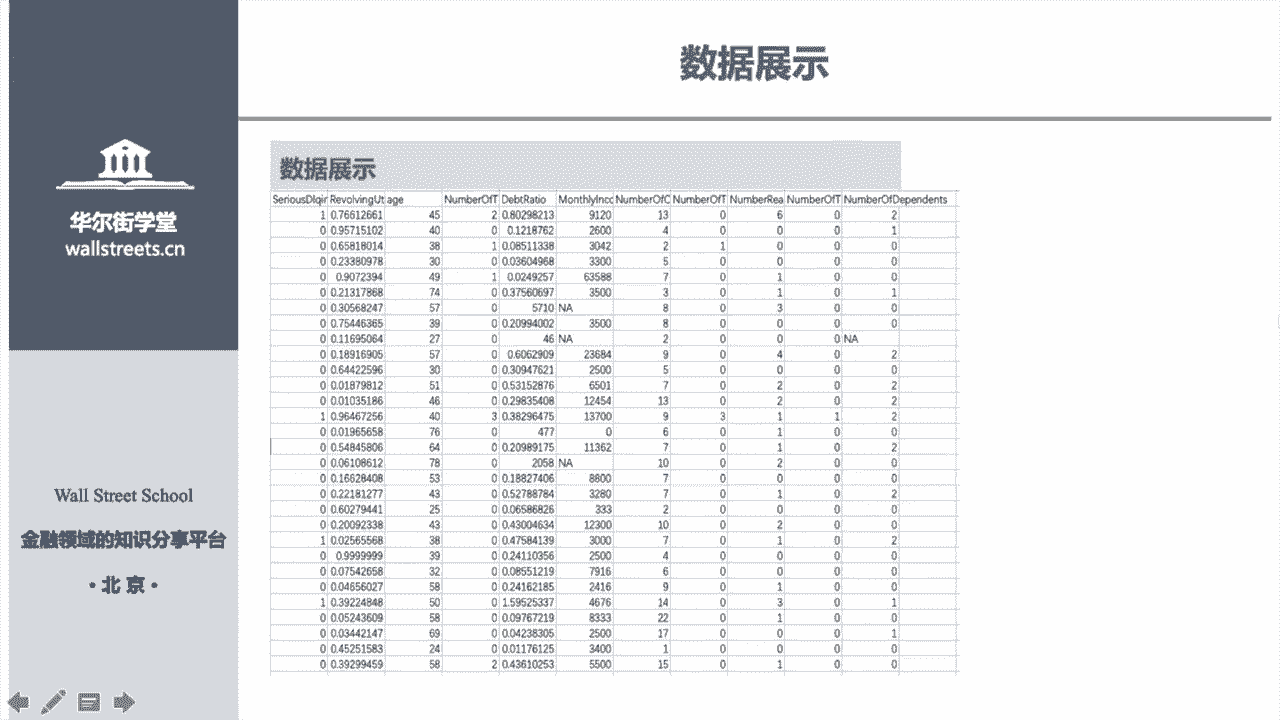 数据展示
华尔街学堂
wallstreets.cn
Wall Street School
金融领域的知识分享平台
·北京·
数据展示
SeriousDlqin RevolvingUt age NumberOfT DebtRatio MonthlyInc NumberOfO NumberOfT NumberRea NumberOfT NumberOfDependents
1 0.76612661 45 2 0.80298213 9120 13 0 6 0 2
0 0.95715102 40 0 0.1218762 2600 4 0 0 0 1
0 0.65818014 38 1 0.08511338 3042 2 1 0 0 0
0 0.23380978 30 0 0.03604968 3300 5 0 0 0 0
0 0.9072394 49 1 0.0249257 63588 7 0 1 0 0
0 0.21317868 74 0 0.37560697 3500 3 0 1 0 1
0 0.30568247 57 0 5710 NA 8 0 3 0 0
0 0.75446365 39 0 0.20994002 3500 8 0 0 0 0
0 0.11695064 27 0 46 NA 2 0 0 0 NA
0 0.18916905 57 0 0.6062909 23684 9 0 4 0 2
0 0.64422596 30 0 0.30947621 2500 5 0 0 0 0
0 0.01879812 51 0 0.53152876 6501 7 0 2 0 2
0 0.01035186 46 0 0.29835408 12454 13 0 2 0 2
1 0.96467256 40 3 0.38296475 13700 9 3 1 1 2
0 0.01965658 76 0 477 0 6 0 1 0 0
0 0.54845806 64 0 0.20989175 11362 7 0 1 0 2
0 0.06108612 78 0 2058 NA 10 0 2 0 0
0 0.16628408 53 0 0.18827406 8800 7 0 0 0 0
0 0.22181277 43 0 0.52788784 3280 7 0 1 0 2
0 0.60279441 25 0 0.06586826 333 2 0 0 0 0
0 0.20092338 43 0 0.43004634 12300 10 0 2 0 0
1 0.02565568 38 0 0.47584139 3000 7 0 1 0 2
0 0.9999999 39 0 0.24110356 2500 4 0 0 0 0
0 0.07542658 32 0 0.08551219 7916 6 0 0 0 0
0 0.04656027 58 0 0.24162185 2416 9 0 1 0 0
1 0.39224848 50 0 1.59525337 4676 14 0 3 0 1
0 0.05243609 58 0 0.09767219 8333 22 0 1 0 0
0 0.03442147 69 0 0.04238305 2500 17 0 0 0 1
0 0.45251583 24 0 0.01176125 3400 1 0 0 0 0
0 0.39299459 58 2 0.43610253 5500 15 0 1 0 0